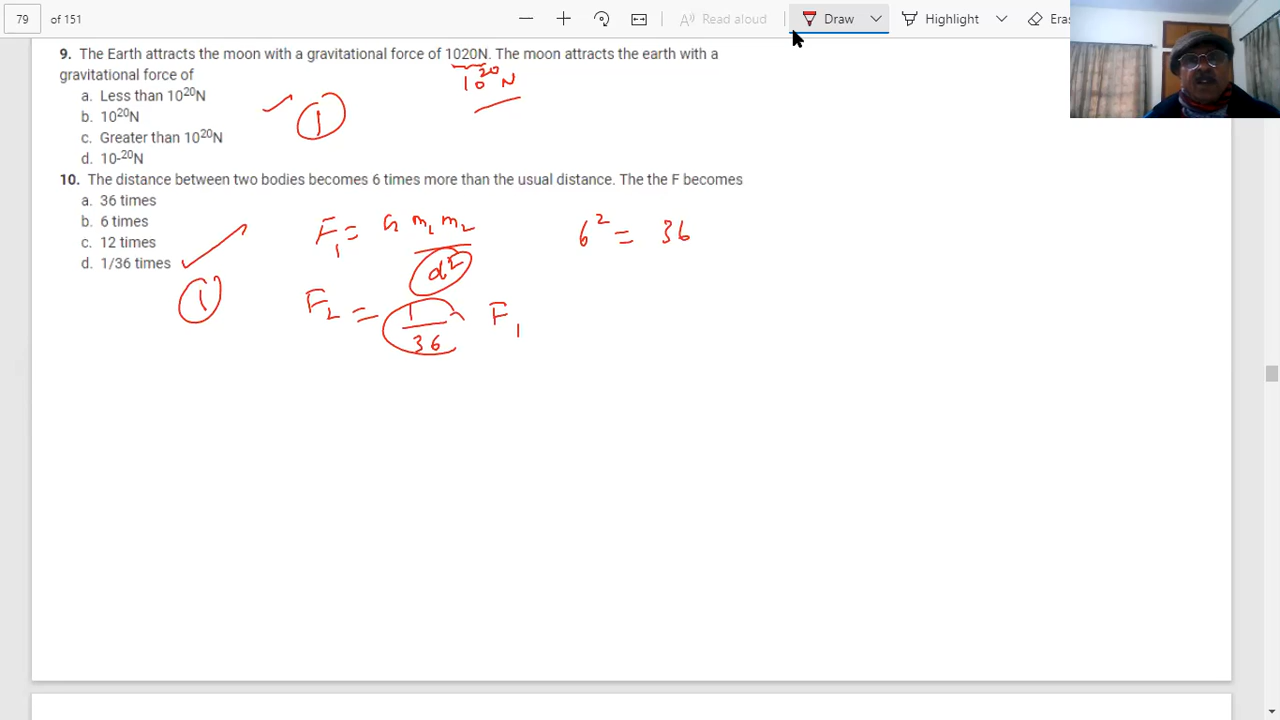 79 of 151 Read aloud Draw Highlight Eras
9. The Earth attracts the moon with a gravitational force of 1020N. The moon attracts the earth with a
gravitational force of
10²⁰ N
a. Less than 10²⁰N
b. 10²⁰N
c. Greater than 10²⁰N
d. 10-²⁰N
①
10. The distance between two bodies becomes 6 times more than the usual distance. The the F becomes
a. 36 times
b. 6 times
c. 12 times
d. 1/36 times
①
F₁ = G m₁ m₂ / d²
6² = 36
F₂ = 1/36 F₁